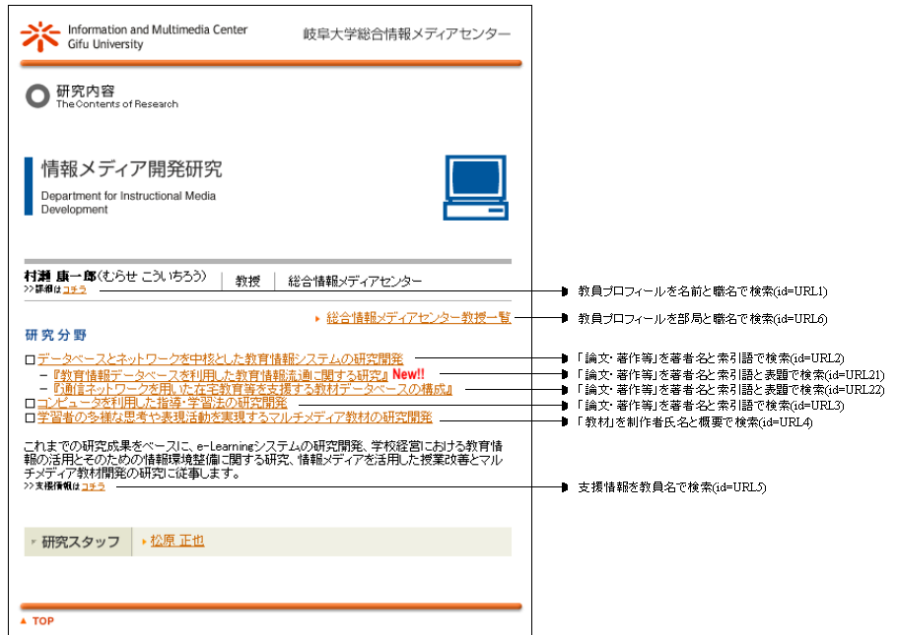 Information and Multimedia Center
Gifu University
岐阜大学総合情報メディアセンター
研究内容
The Contents of Research
情報メディア開発研究
Department for Instructional Media
Development
村瀬 康一郎(むらせ こういちろう) 教授 総合情報メディアセンター
>>詳細はコチラ
教員プロフィールを名前と職名で検索(id=URL1)
総合情報メディアセンター教授一覧
教員プロフィールを部局と職名で検索(id=URL6)
研究分野
データベースとネットワークを中核とした教育情報システムの研究開発
「論文・著作等」を著者名と索引語で検索(id=URL2)
－『教育情報データベースを利用した教育情報流通に関する研究』 New!!
「論文・著作等」を著者名と索引語と表題で検索(id=URL21)
－『通信ネットワークを用いた在宅教育等を支援する教材データベースの構成』
「論文・著作等」を著者名と索引語と表題で検索(id=URL22)
コンピュータを利用した指導・学習法の研究開発
「論文・著作等」を著者名と索引語で検索(id=URL3)
学習者の多様な思考や表現活動を実現するマルチメディア教材の研究開発
「教材」を制作者氏名と概要で検索(id=URL4)
これまでの研究成果をベースに、e-Learningシステムの研究開発、学校経営における教育情
報の活用とそのための情報環境整備に関する研究、情報メディアを活用した授業改善とマル
チメディア教材開発の研究に従事します。
>>支援情報はコチラ
支援情報を教員名で検索(id=URL5)
研究スタッフ 松原 正也
TOP